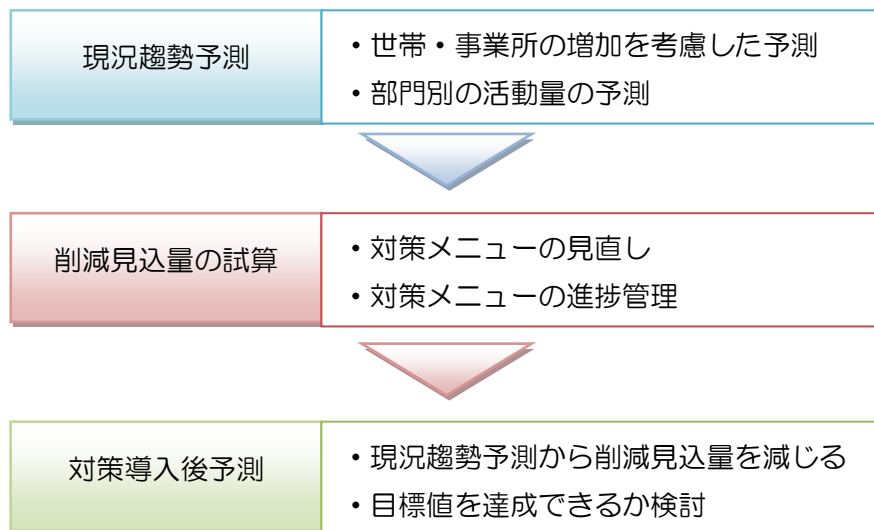 現況趨勢予測
・世帯・事業所の増加を考慮した予測
・部門別の活動量の予測
削減見込量の試算
・対策メニューの見直し
・対策メニューの進捗管理
対策導入後予測
・現況趨勢予測から削減見込量を減じる
・目標値を達成できるか検討